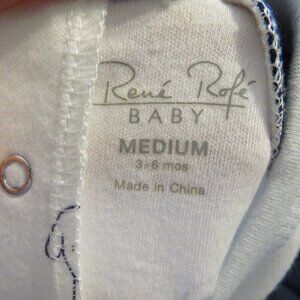 René Rofé
BABY
MEDIUM
3-6 mos
Made in China